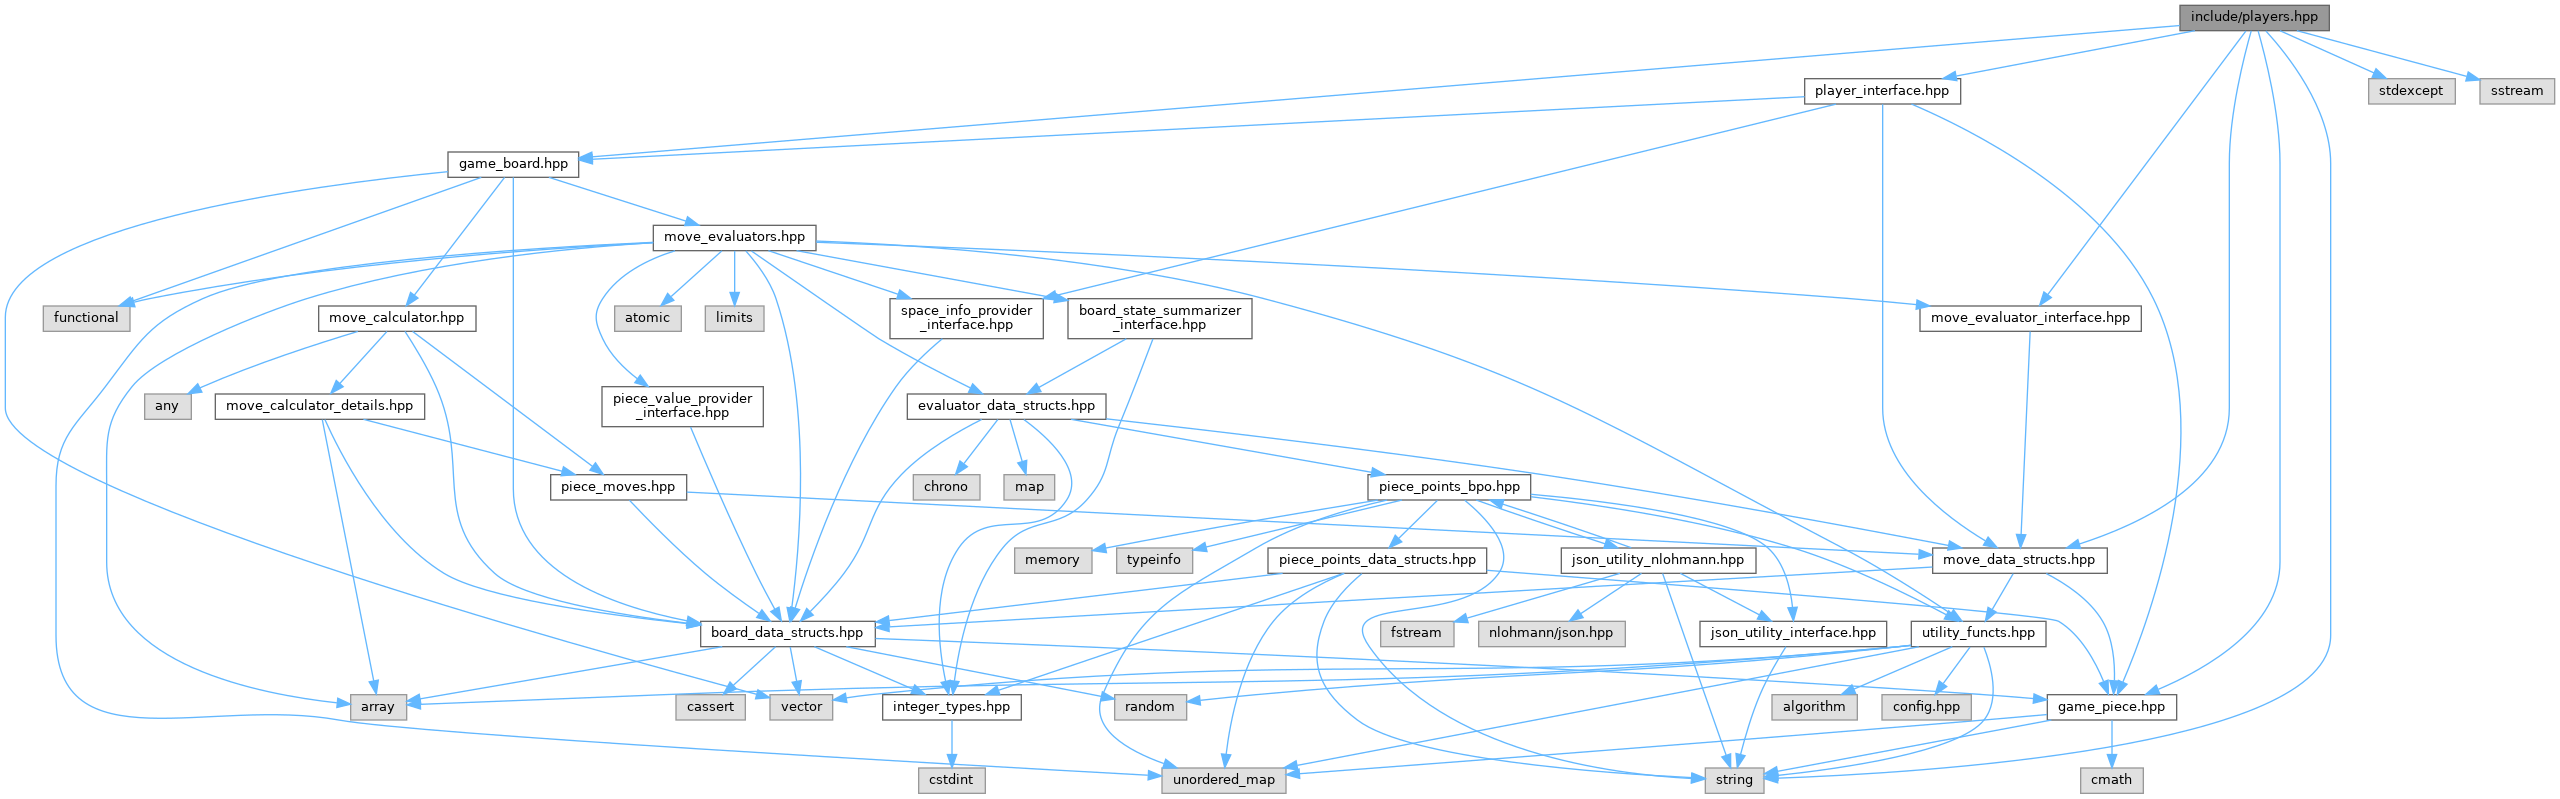 include/players.hpp
player_interface.hpp
stdexcept
sstream
game_board.hpp
move_evaluators.hpp
functional
move_calculator.hpp
atomic
limits
space_info_provider
_interface.hpp
board_state_summarizer
_interface.hpp
move_evaluator_interface.hpp
any
move_calculator_details.hpp
piece_value_provider
_interface.hpp
evaluator_data_structs.hpp
piece_moves.hpp
chrono
map
piece_points_bpo.hpp
memory
typeinfo
piece_points_data_structs.hpp
json_utility_nlohmann.hpp
move_data_structs.hpp
board_data_structs.hpp
fstream
nlohmann/json.hpp
json_utility_interface.hpp
utility_functs.hpp
array
cassert
vector
integer_types.hpp
random
algorithm
config.hpp
game_piece.hpp
cstdint
unordered_map
string
cmath